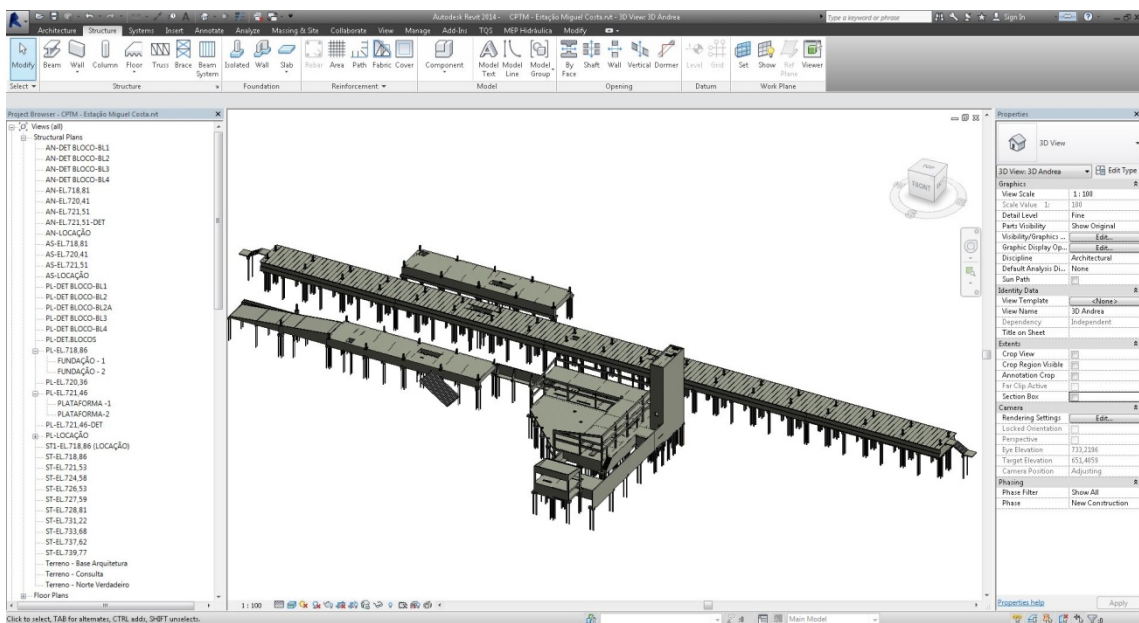 Autodesk Revit 2014 - CPTM - Estação Miguel Costa.rvt - 3D View: 3D Andrea
Type a keyword or phrase
Sign In
Architecture Structure Systems Insert Annotate Analyze Massing & Site Collaborate View Manage Add-Ins TQS MEP Hidráulica Modify
Modify Beam Wall Column Floor Truss Brace Beam System Isolated Wall Slab Rebar Area Path Fabric Cover Component Model Text Model Line Model Group By Face Shaft Wall Vertical Dormer Level Grid Set Show Ref Plane Viewer
Select Structure Foundation Reinforcement Model Opening Datum Work Plane
Project Browser - CPTM - Estação Miguel Costa.rvt
Views (all)
Structural Plans
AN-DET BLOCO-BL1
AN-DET BLOCO-BL2
AN-DET BLOCO-BL3
AN-DET BLOCO-BL4
AN-EL.718,81
AN-EL.720,41
AN-EL.721,51
AN-EL.721,51-DET
AN-LOCAÇÃO
AS-EL.718,81
AS-EL.720,41
AS-EL.721,51
AS-LOCAÇÃO
PL-DET BLOCO-BL1
PL-DET BLOCO-BL2
PL-DET BLOCO-BL2A
PL-DET BLOCO-BL3
PL-DET BLOCO-BL4
PL-DET.BLOCOS
PL-EL.718,86
FUNDAÇÃO - 1
FUNDAÇÃO - 2
PL-EL.720,36
PL-EL.721,46
PLATAFORMA -1
PLATAFORMA-2
PL-EL.721,46-DET
PL-LOCAÇÃO
ST1-EL.718,86 (LOCAÇÃO)
ST-EL.718,86
ST-EL.721,53
ST-EL.724,58
ST-EL.726,53
ST-EL.727,59
ST-EL.728,81
ST-EL.731,22
ST-EL.733,68
ST-EL.737,62
ST-EL.739,77
Terreno - Base Arquitetura
Terreno - Consulta
Terreno - Norte Verdadeiro
Floor Plans
TOP
FRONT
Properties
3D View
3D View: 3D Andrea Edit Type
Graphics
View Scale 1 : 100
Scale Value 1: 100
Detail Level Fine
Parts Visibility Show Original
Visibility/Graphics ... Edit...
Graphic Display Op... Edit...
Discipline Architectural
Default Analysis Di... None
Sun Path
Identity Data
View Template <None>
View Name 3D Andrea
Dependency Independent
Title on Sheet
Extents
Crop View
Crop Region Visible
Annotation Crop
Far Clip Active
Section Box
Camera
Rendering Settings Edit...
Locked Orientation
Perspective
Eye Elevation 733,2196
Target Elevation 651,4059
Camera Position Adjusting
Phasing
Phase Filter Show All
Phase New Construction
Properties help Apply
1 : 100
Click to select, TAB for alternates, CTRL adds, SHIFT unselects.
Main Model